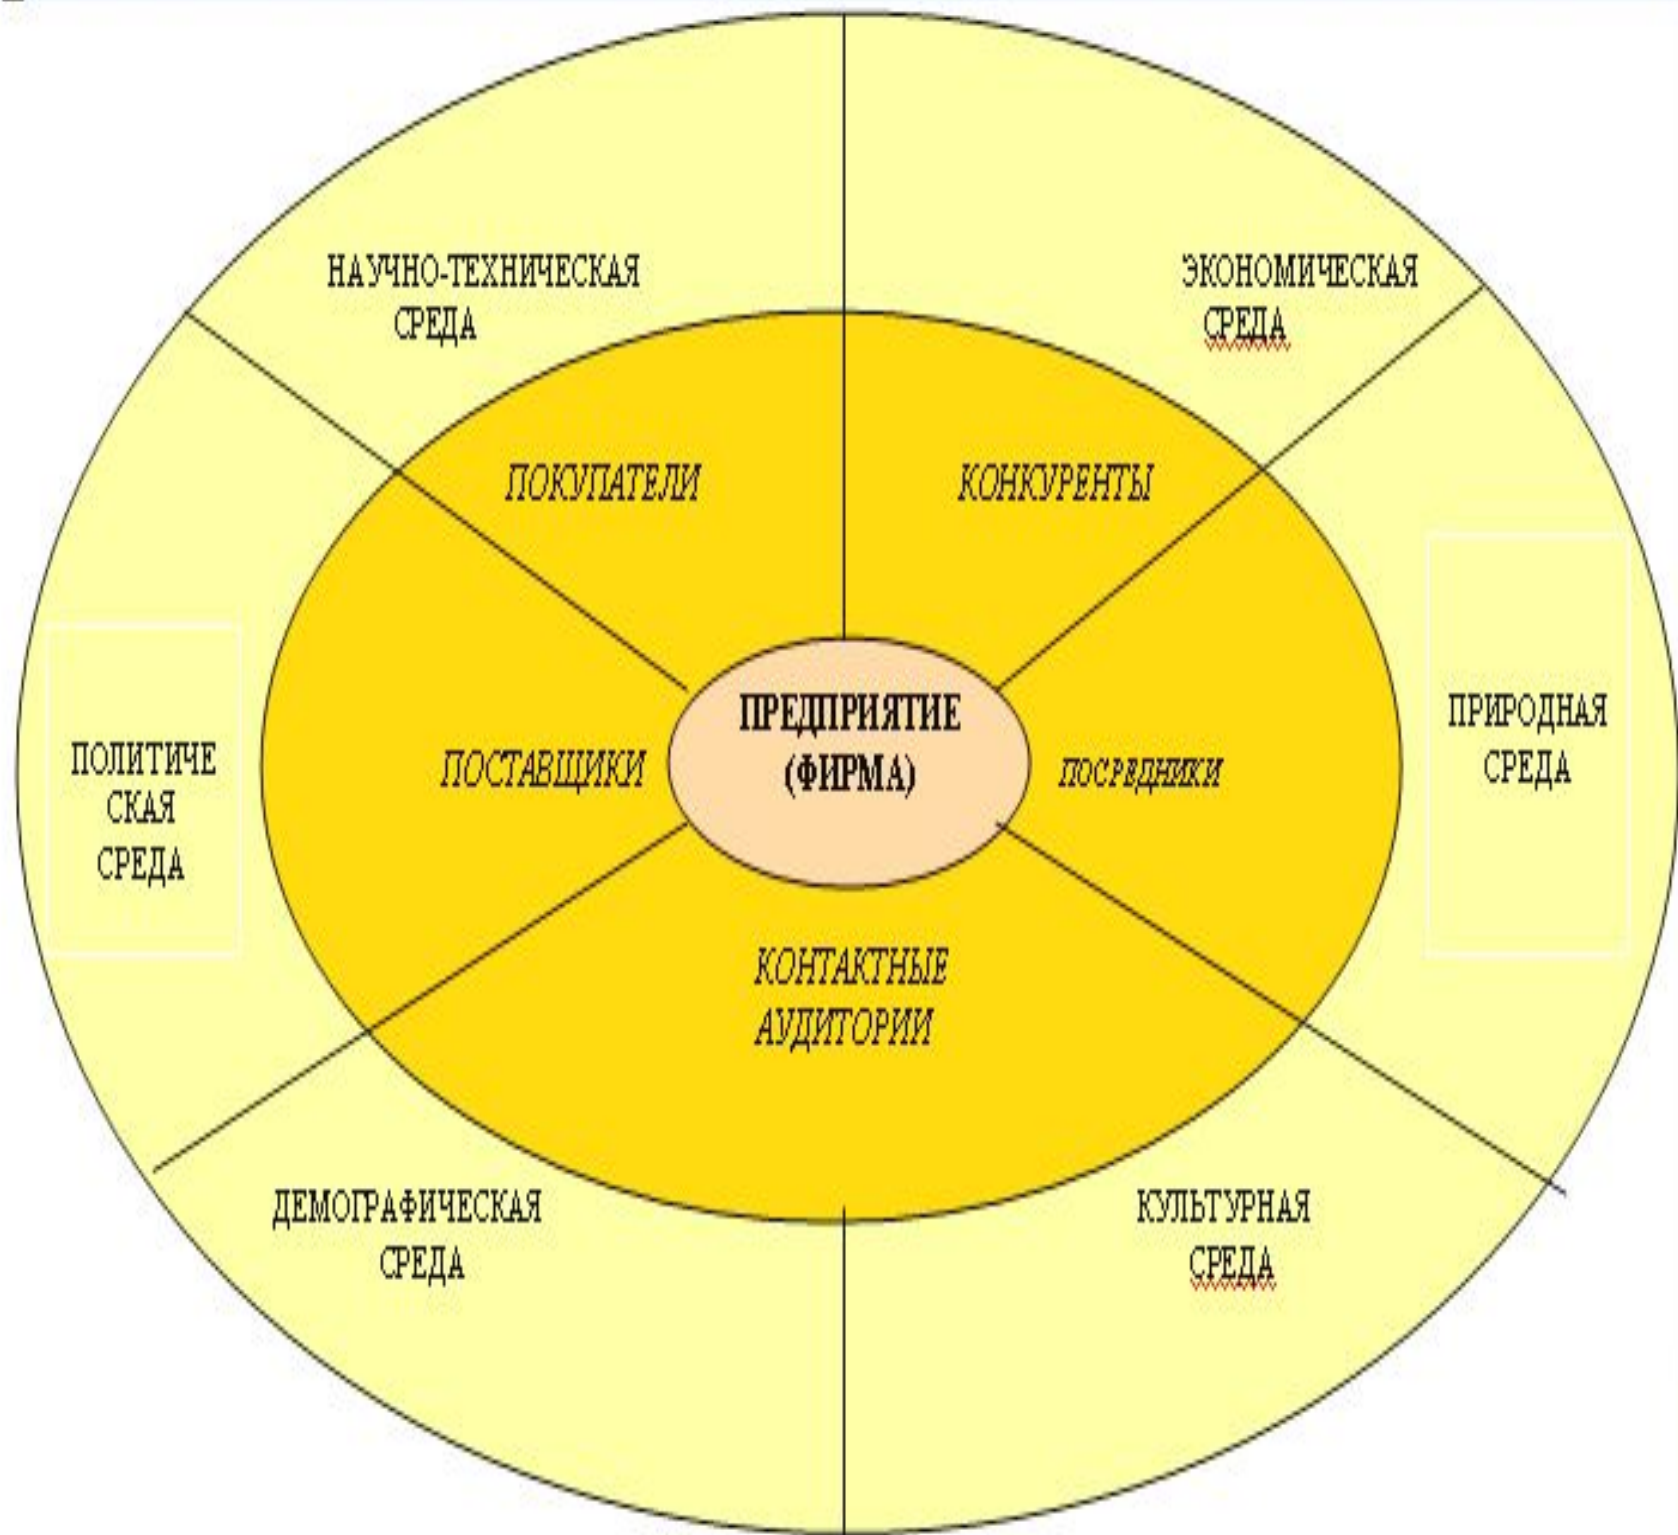 НАУЧНО-ТЕХНИЧЕСКАЯ
СРЕДА
ЭКОНОМИЧЕСКАЯ
СРЕДА
ПОКУПАТЕЛИ
КОНКУРЕНТЫ
ПОЛИТИЧЕ
СКАЯ
СРЕДА
ПОСТАВЩИКИ
ПРЕДПРИЯТИЕ
(ФИРМА)
ПОСРЕДНИКИ
ПРИРОДНАЯ
СРЕДА
КОНТАКТНЫЕ
АУДИТОРИИ
ДЕМОГРАФИЧЕСКАЯ
СРЕДА
КУЛЬТУРНАЯ
СРЕДА